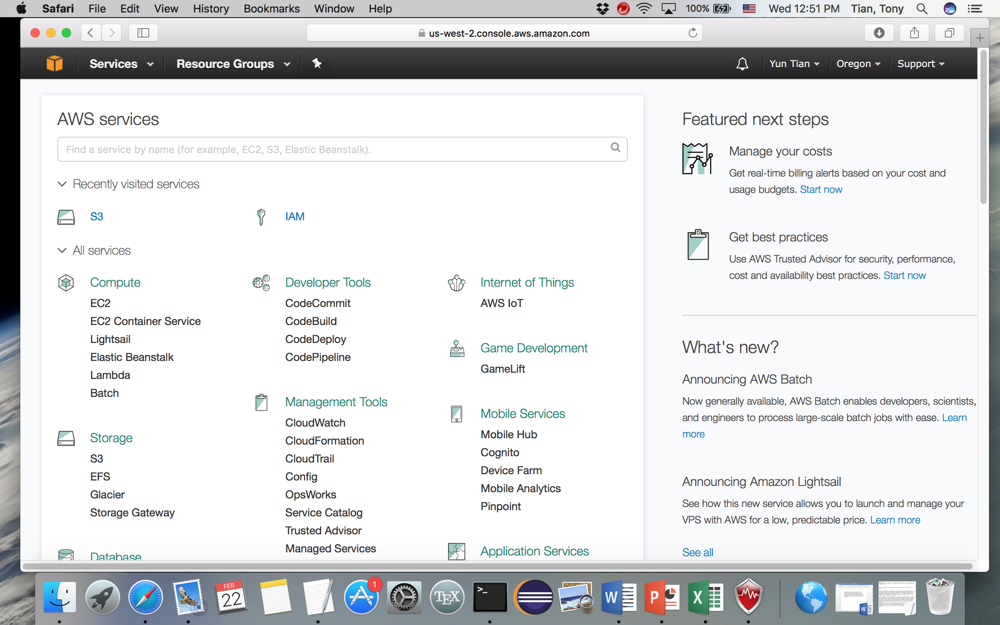 Safari File Edit View History Bookmarks Window Help 100% Wed 12:51 PM Tian, Tony
us-west-2.console.aws.amazon.com
Services Resource Groups Yun Tian Oregon Support
AWS services
Find a service by name (for example, EC2, S3, Elastic Beanstalk).
Recently visited services
S3
IAM
All services
Compute
EC2
EC2 Container Service
Lightsail
Elastic Beanstalk
Lambda
Batch
Storage
S3
EFS
Glacier
Storage Gateway
Database
Developer Tools
CodeCommit
CodeBuild
CodeDeploy
CodePipeline
Management Tools
CloudWatch
CloudFormation
CloudTrail
Config
OpsWorks
Service Catalog
Trusted Advisor
Managed Services
Internet of Things
AWS IoT
Game Development
GameLift
Mobile Services
Mobile Hub
Cognito
Device Farm
Mobile Analytics
Pinpoint
Application Services
Featured next steps
Manage your costs
Get real-time billing alerts based on your cost and
usage budgets. Start now
Get best practices
Use AWS Trusted Advisor for security, performance,
cost and availability best practices. Start now
What's new?
Announcing AWS Batch
Now generally available, AWS Batch enables developers, scientists,
and engineers to process large-scale batch jobs with ease. Learn
more
Announcing Amazon Lightsail
See how this new service allows you to launch and manage your
VPS with AWS for a low, predictable price. Learn more
See all
FEB
22
1
TEX
>_
W
P
X
W